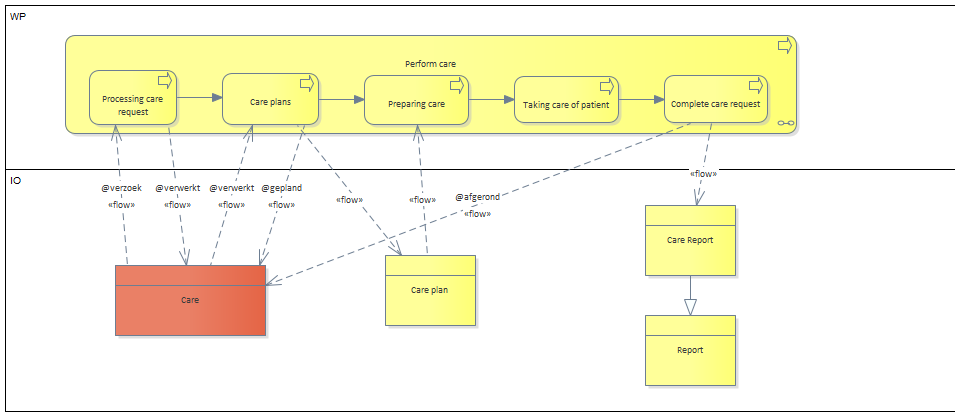 WP
Perform care
Processing care
request
Care plans
Preparing care
Taking care of patient
Complete care request
IO
@verzoek
«flow»
@verwerkt
«flow»
@verwerkt
«flow»
@gepland
«flow»
«flow»
«flow»
@afgerond
«flow»
«flow»
Care
Care plan
Care Report
Report